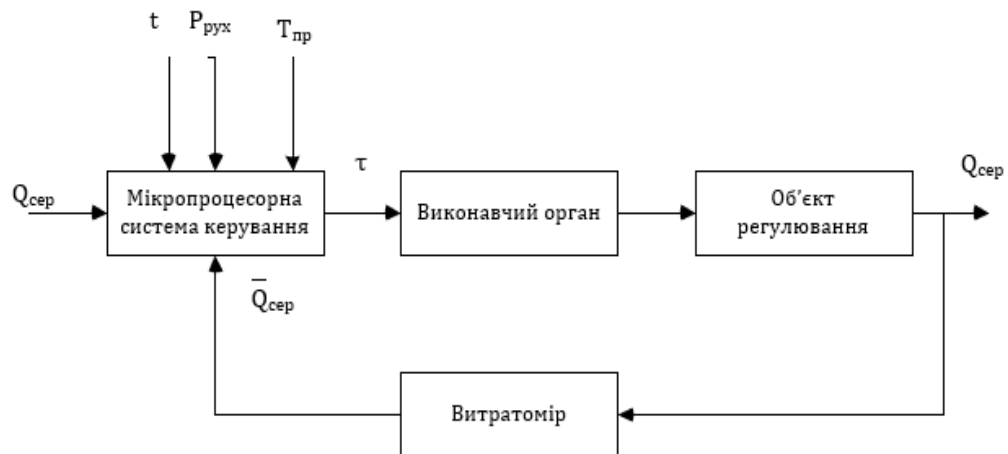 t
Pрух
Tпр
τ
Qсер
Qсер
Мікропроцесорна
система керування
Виконавчий орган
Об’єкт
регулювання
Q̅сер
Витратомір